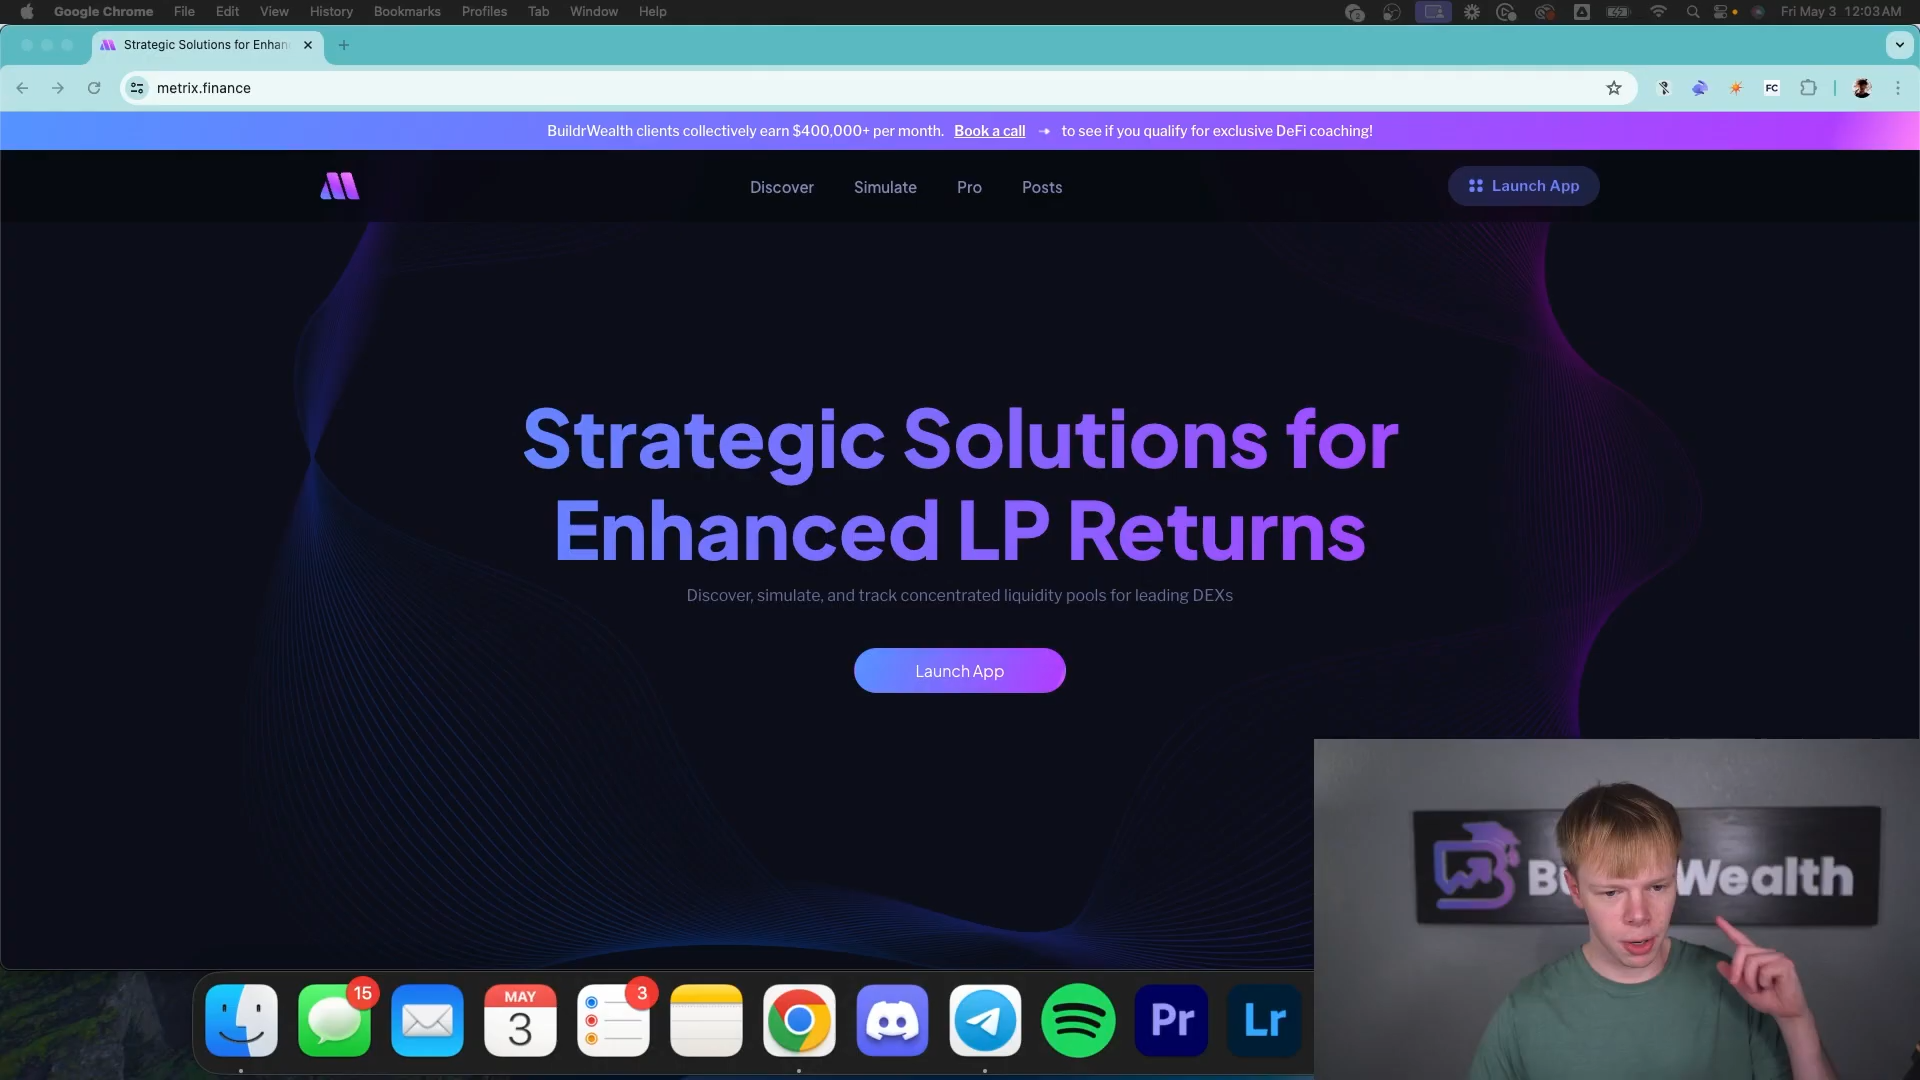 Google Chrome File Edit View History Bookmarks Profiles Tab Window Help Fri May 3 12:03 AM
Strategic Solutions for Enhan
metrix.finance
FC
BuildrWealth clients collectively earn $400,000+ per month. Book a call → to see if you qualify for exclusive DeFi coaching!
Discover Simulate Pro Posts
Launch App
Strategic Solutions for
Enhanced LP Returns
Discover, simulate, and track concentrated liquidity pools for leading DEXs
Launch App
Wealth
15
MAY
3
3
Pr
Lr